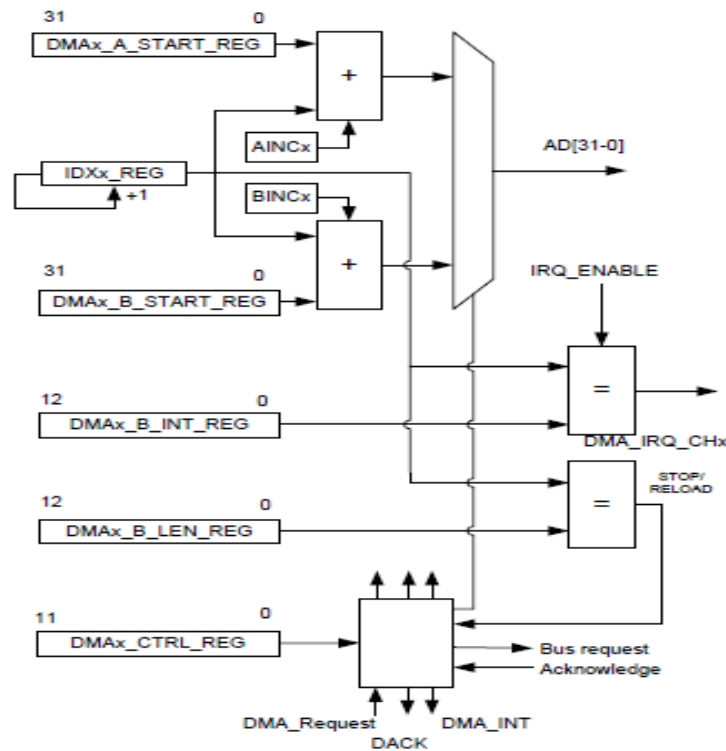 31 0
DMAx_A_START_REG
+
AINCx
AD[31-0]
IDXx_REG
+1
BINCx
31 0
+
IRQ_ENABLE
DMAx_B_START_REG
12 0
=
DMAx_B_INT_REG
DMA_IRQ_CHx
12 0
STOP/
RELOAD
=
DMAx_B_LEN_REG
11 0
DMAx_CTRL_REG
Bus request
Acknowledge
DMA_Request
DMA_INT
DACK